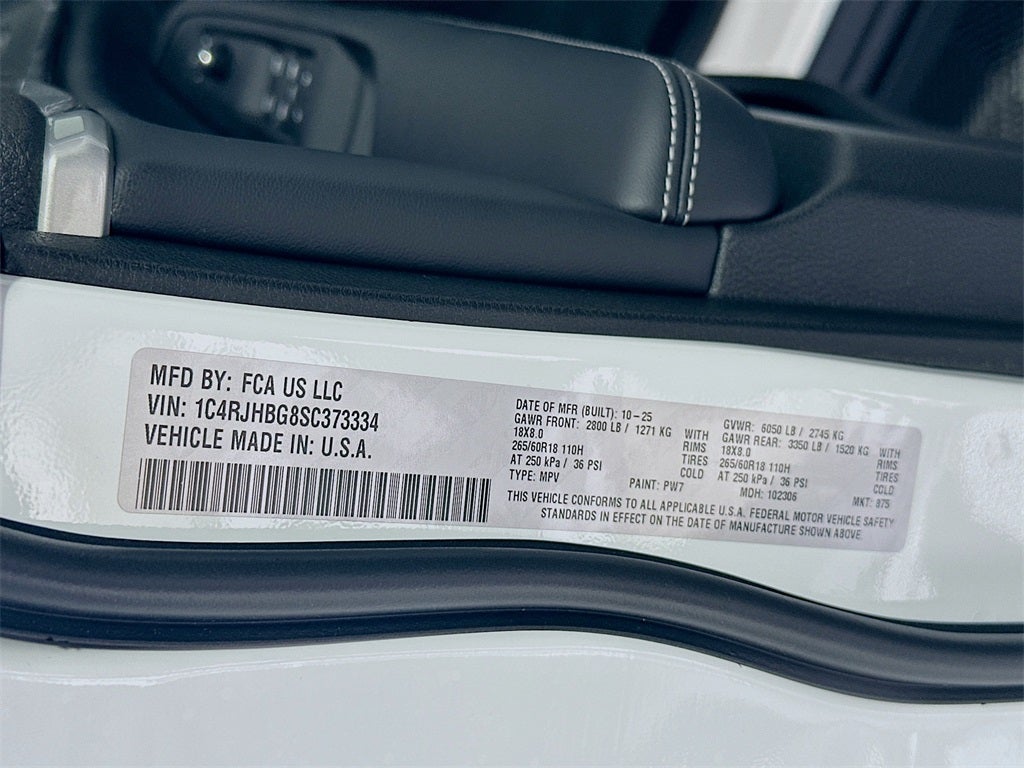 MFD BY: FCA US LLC
VIN: 1C4RJHBG8SC373334
VEHICLE MADE IN: U.S.A.
DATE OF MFR (BUILT): 10-25 GVWR: 6050 LB / 2745 KG
GAWR FRONT: 2800 LB / 1271 KG WITH GAWR REAR: 3350 LB / 1520 KG WITH
18X8.0 RIMS 18X8.0 RIMS
265/60R18 110H TIRES 265/60R18 110H TIRES
AT 250 kPa / 36 PSI COLD AT 250 kPa / 36 PSI COLD
TYPE: MPV PAINT: PW7 MDH: 102306 MKT: 875
THIS VEHICLE CONFORMS TO ALL APPLICABLE U.S.A. FEDERAL MOTOR VEHICLE SAFETY
STANDARDS IN EFFECT ON THE DATE OF MANUFACTURE SHOWN ABOVE.